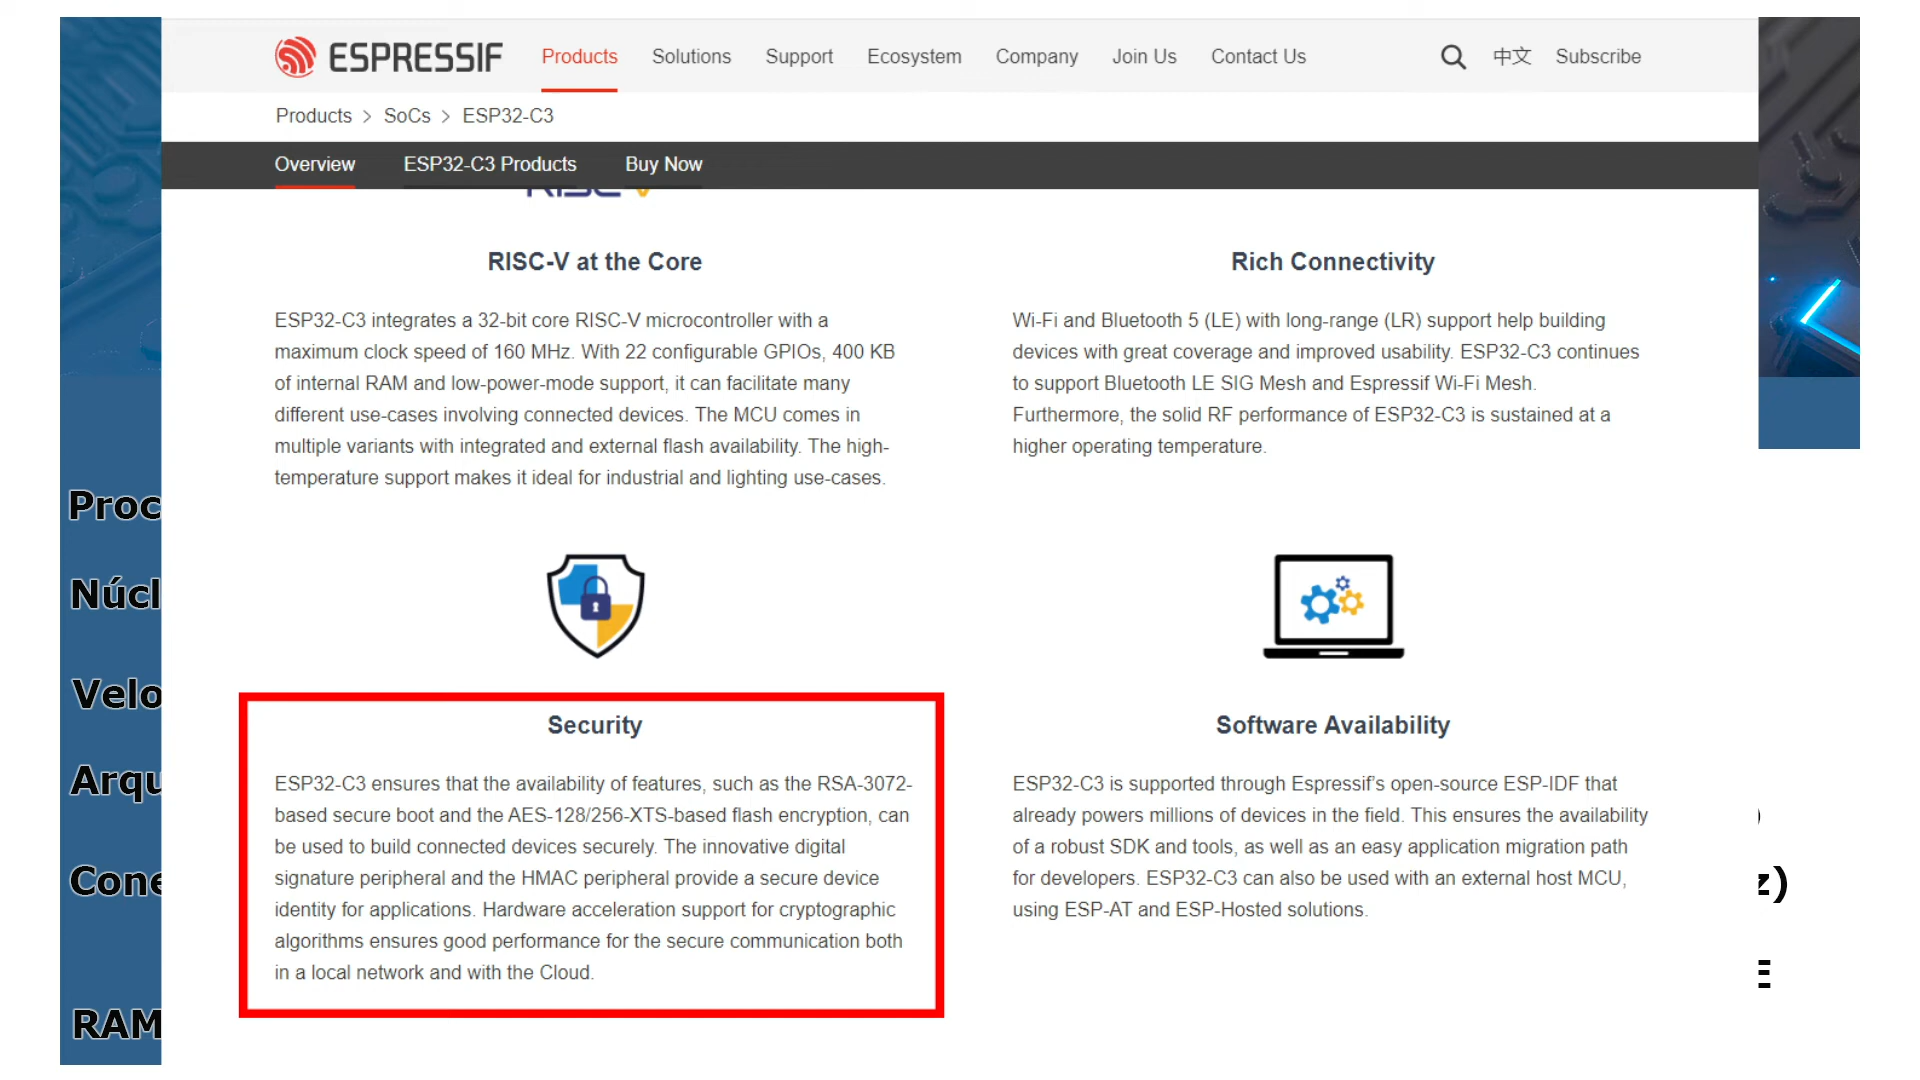 ESPRESSIF Products Solutions Support Ecosystem Company Join Us Contact Us 中文 Subscribe
Products > SoCs > ESP32-C3
Overview ESP32-C3 Products Buy Now
RISC-V at the Core
ESP32-C3 integrates a 32-bit core RISC-V microcontroller with a
maximum clock speed of 160 MHz. With 22 configurable GPIOs, 400 KB
of internal RAM and low-power-mode support, it can facilitate many
different use-cases involving connected devices. The MCU comes in
multiple variants with integrated and external flash availability. The high-
temperature support makes it ideal for industrial and lighting use-cases.
Rich Connectivity
Wi-Fi and Bluetooth 5 (LE) with long-range (LR) support help building
devices with great coverage and improved usability. ESP32-C3 continues
to support Bluetooth LE SIG Mesh and Espressif Wi-Fi Mesh.
Furthermore, the solid RF performance of ESP32-C3 is sustained at a
higher operating temperature.
Security
ESP32-C3 ensures that the availability of features, such as the RSA-3072-
based secure boot and the AES-128/256-XTS-based flash encryption, can
be used to build connected devices securely. The innovative digital
signature peripheral and the HMAC peripheral provide a secure device
identity for applications. Hardware acceleration support for cryptographic
algorithms ensures good performance for the secure communication both
in a local network and with the Cloud.
Software Availability
ESP32-C3 is supported through Espressif's open-source ESP-IDF that
already powers millions of devices in the field. This ensures the availability
of a robust SDK and tools, as well as an easy application migration path
for developers. ESP32-C3 can also be used with an external host MCU,
using ESP-AT and ESP-Hosted solutions.
Proc
Núcl
Velo
Arqu
Cone
RAM
z)